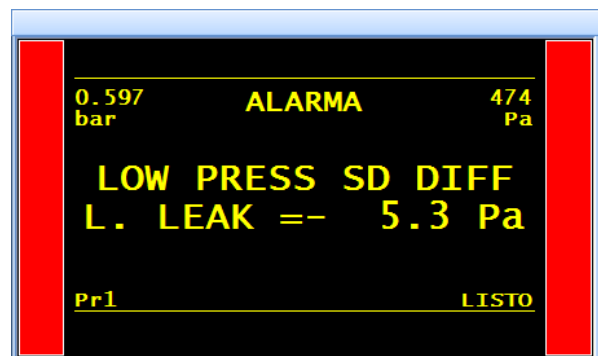 0.597 ALARMA 474
bar Pa
LOW PRESS SD DIFF
L. LEAK =- 5.3 Pa
Pr1 LISTO